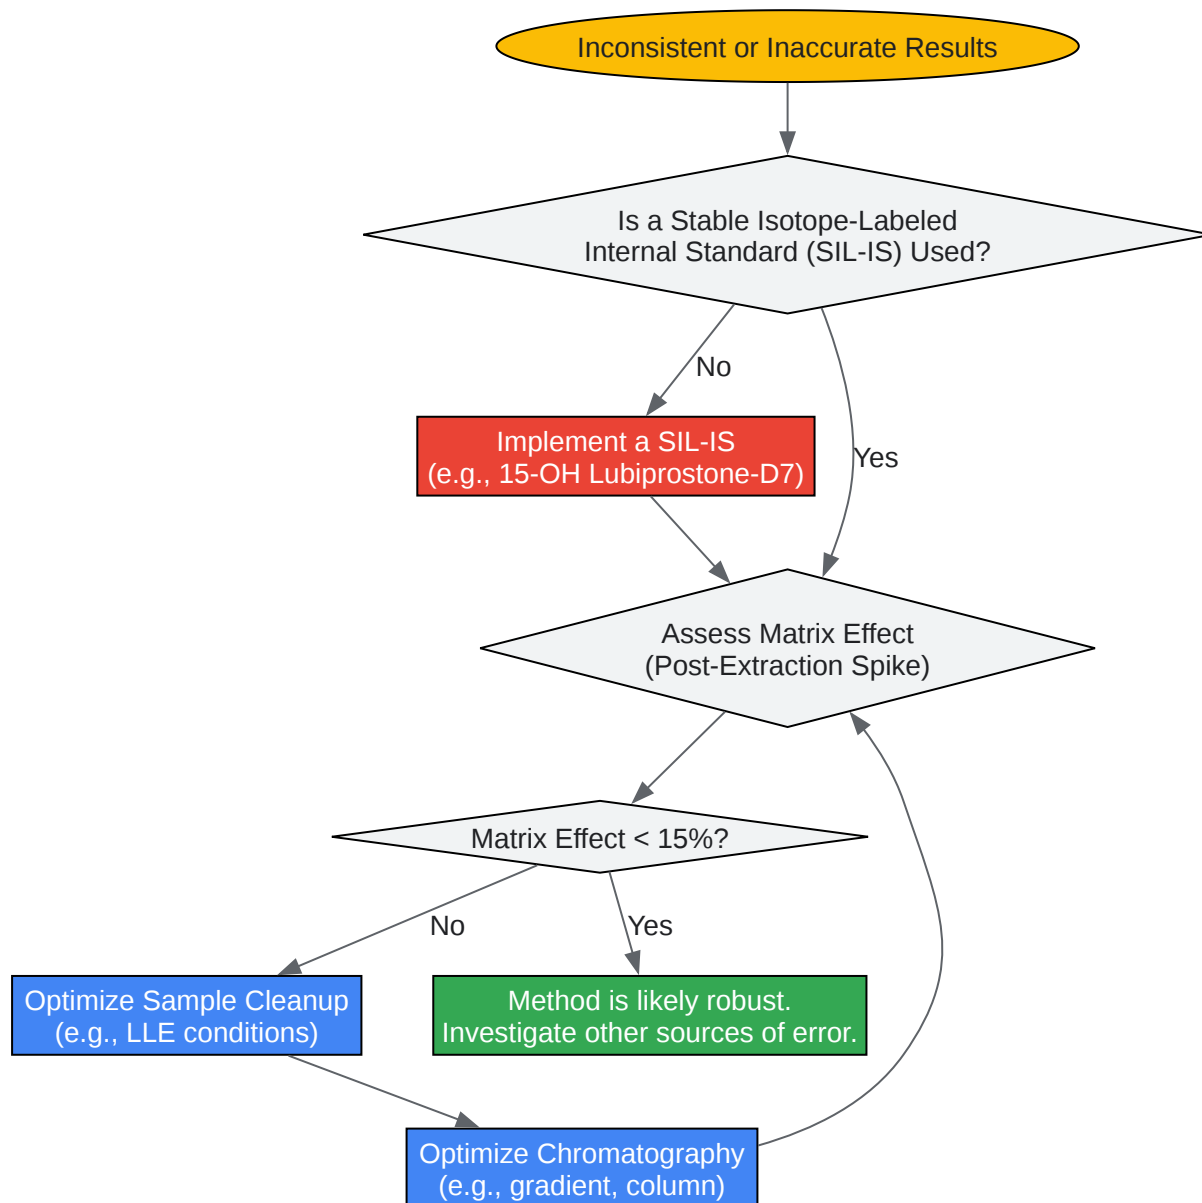 Inconsistent or Inaccurate Results
Is a Stable Isotope-Labeled
Internal Standard (SIL-IS) Used?
No
Implement a SIL-IS
(e.g., 15-OH Lubiprostone-D7)
Yes
Assess Matrix Effect
(Post-Extraction Spike)
Matrix Effect < 15%?
No
Yes
Optimize Sample Cleanup
(e.g., LLE conditions)
Method is likely robust.
Investigate other sources of error.
Optimize Chromatography
(e.g., gradient, column)